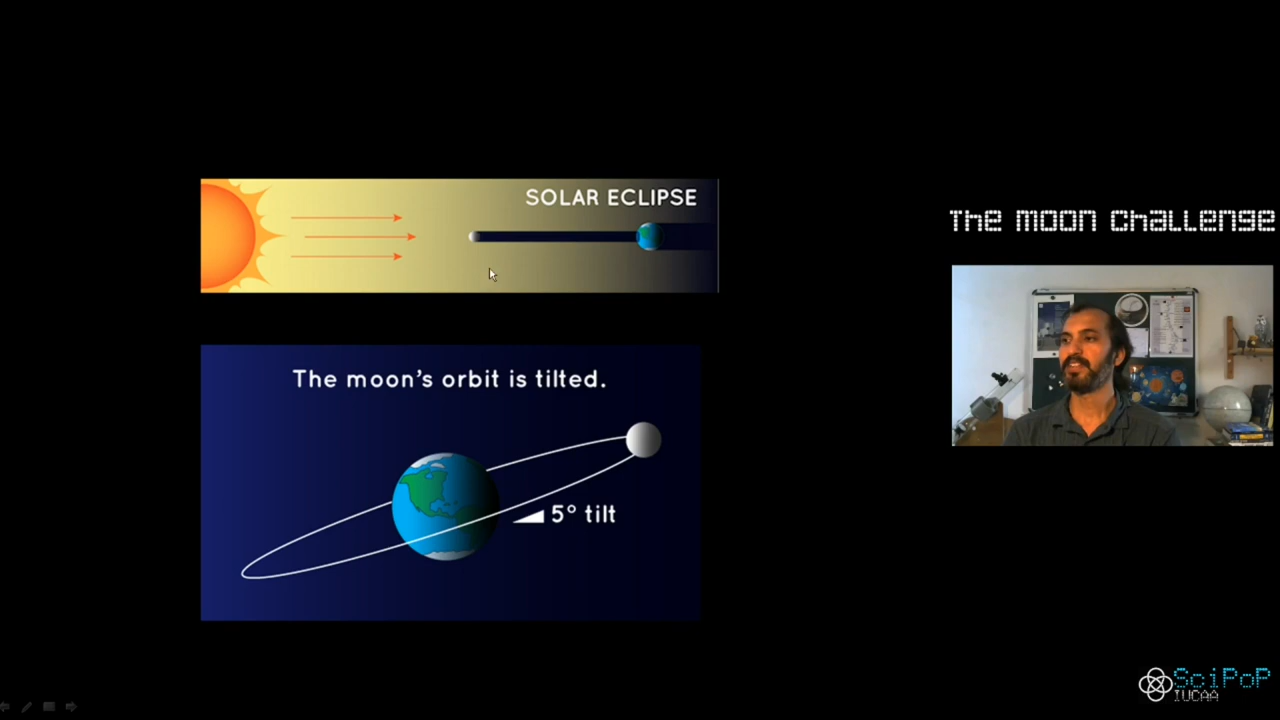 SOLAR ECLIPSE
The moon's orbit is tilted.
5° tilt
The Moon Challenge
SciPoP
IUCAA